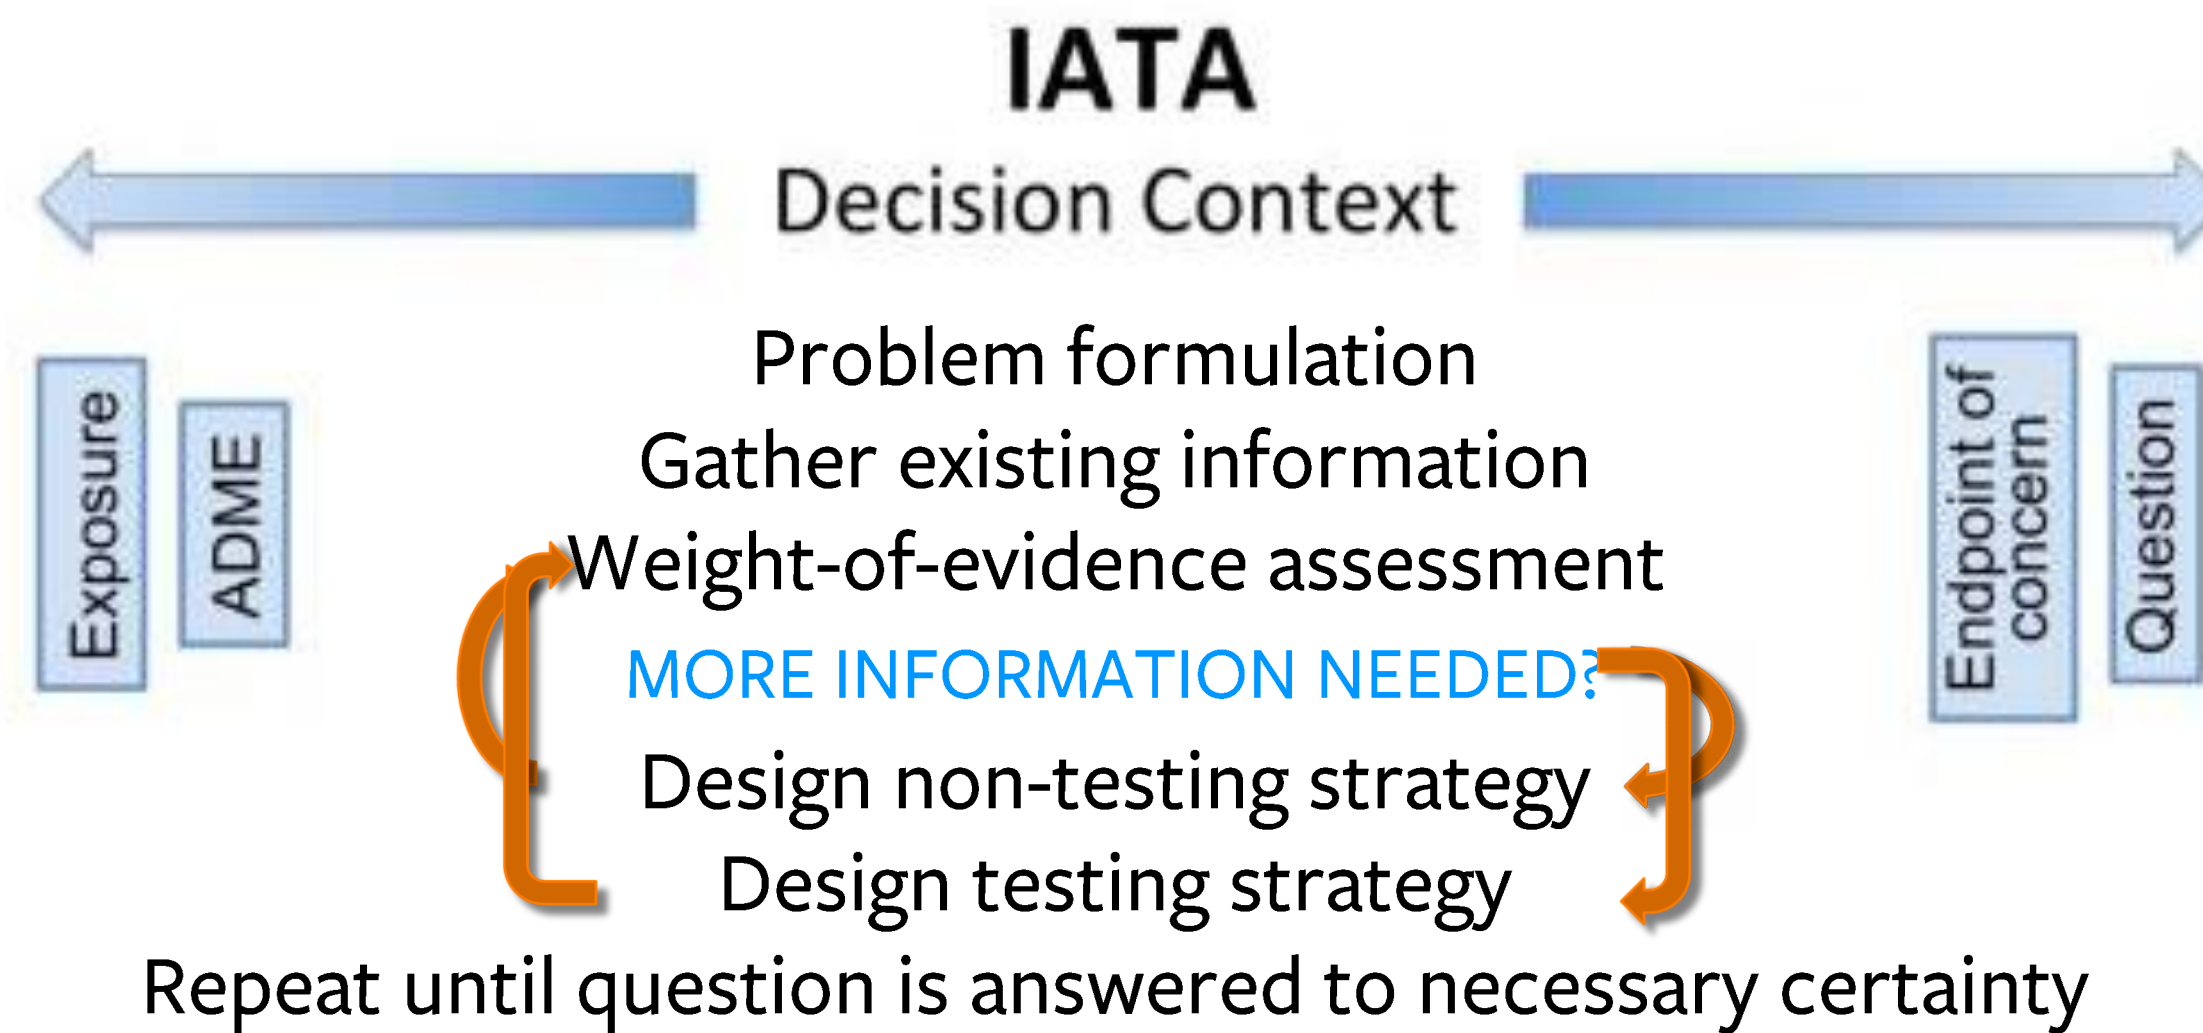 IATA
Decision Context
Exposure
ADME
Problem formulation
Gather existing information
Weight-of-evidence assessment
MORE INFORMATION NEEDED?
Design non-testing strategy
Design testing strategy
Repeat until question is answered to necessary certainty
Endpoint of
concern
Question